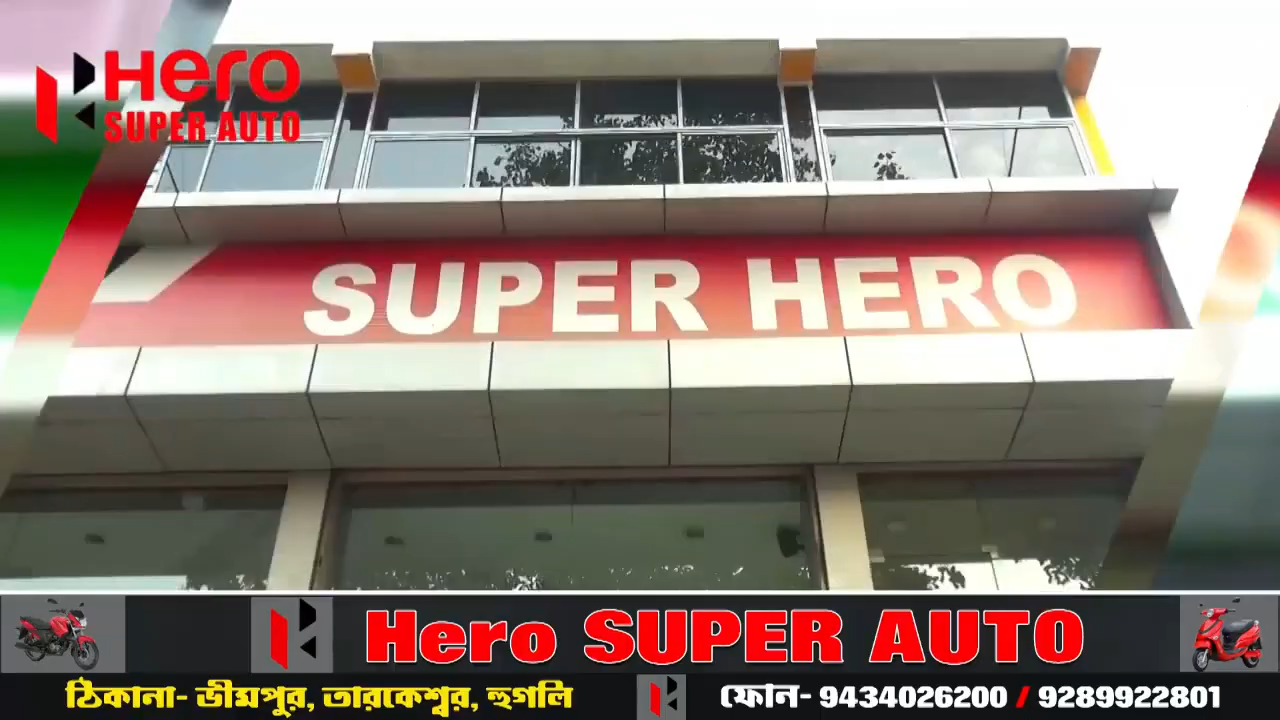 Hero
SUPER AUTO
SUPER HERO
Hero SUPER AUTO
ঠিকানা- ভীমপুর, তারকেশ্বর, হুগলি
ফোন- 9434026200 / 9289922801